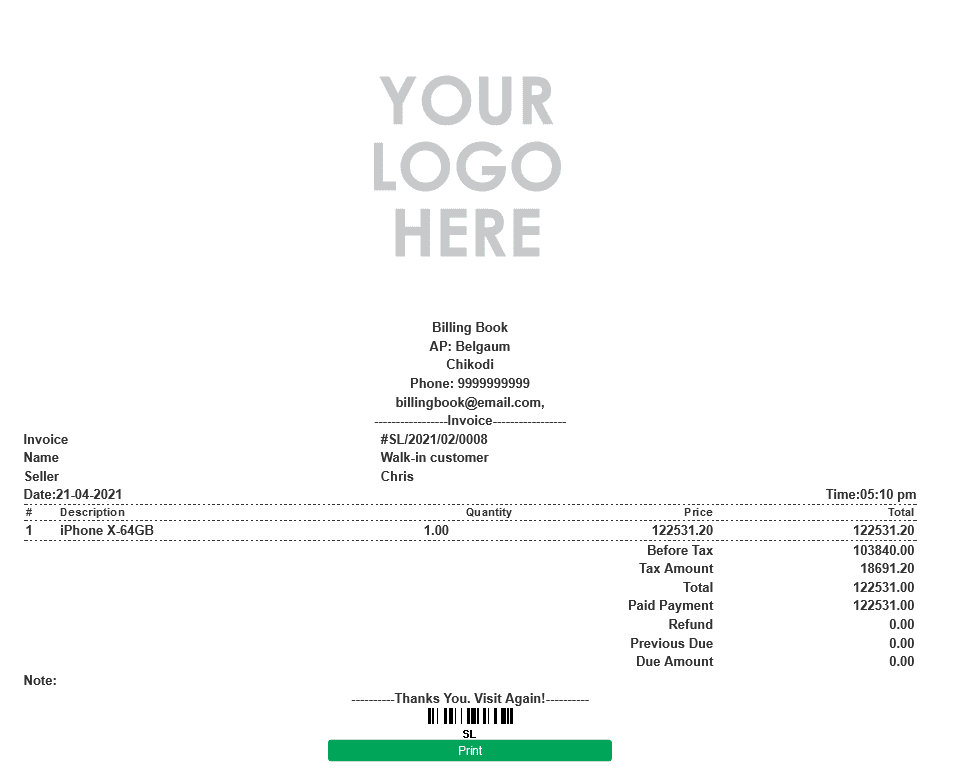 YOUR
LOGO
HERE
Billing Book
AP: Belgaum
Chikodi
Phone: 9999999999
billingbook@email.com,
-----------------Invoice-----------------
Invoice #SL/2021/02/0008
Name Walk-in customer
Seller Chris
Date:21-04-2021 Time:05:10 pm
# Description Quantity Price Total
1 iPhone X-64GB 1.00 122531.20 122531.20
Before Tax 103840.00
Tax Amount 18691.20
Total 122531.00
Paid Payment 122531.00
Refund 0.00
Previous Due 0.00
Due Amount 0.00
Note:
----------Thanks You. Visit Again!----------
SL
Print